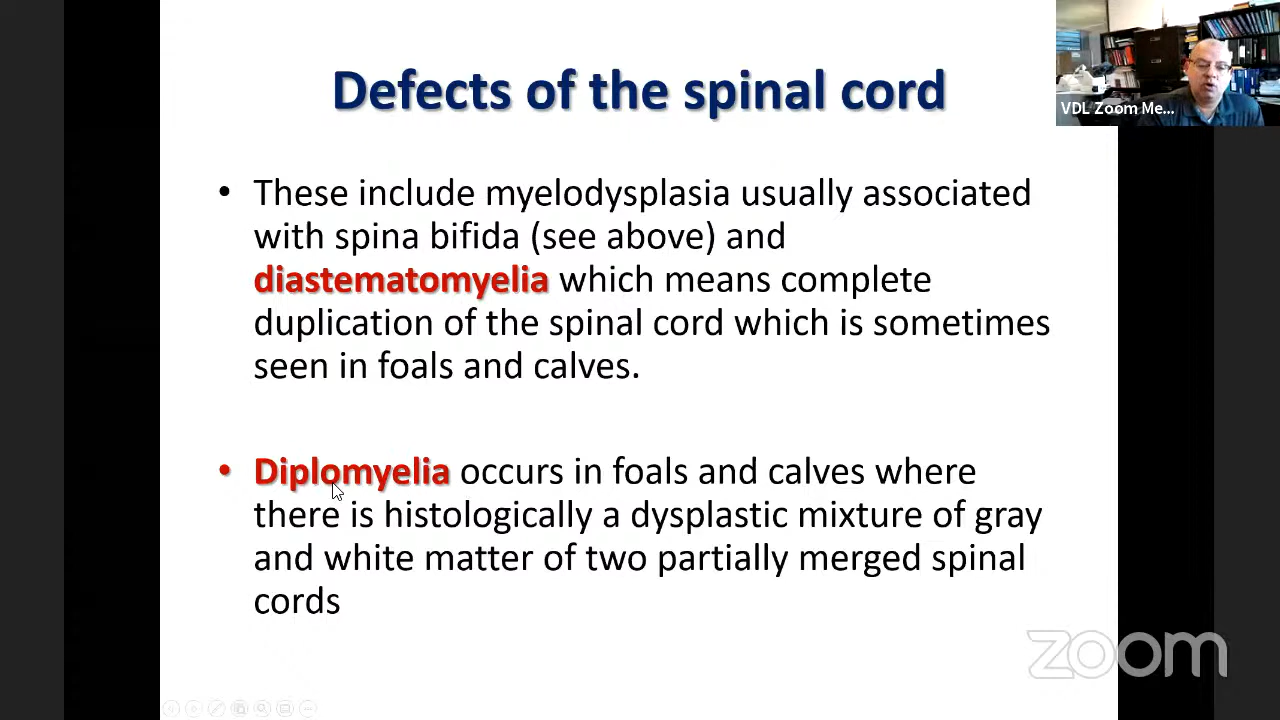 Defects of the spinal cord
VDL Zoom Me...
• These include myelodysplasia usually associated
with spina bifida (see above) and
diastematomyelia which means complete
duplication of the spinal cord which is sometimes
seen in foals and calves.
• Diplomyelia occurs in foals and calves where
there is histologically a dysplastic mixture of gray
and white matter of two partially merged spinal
cords
zoom